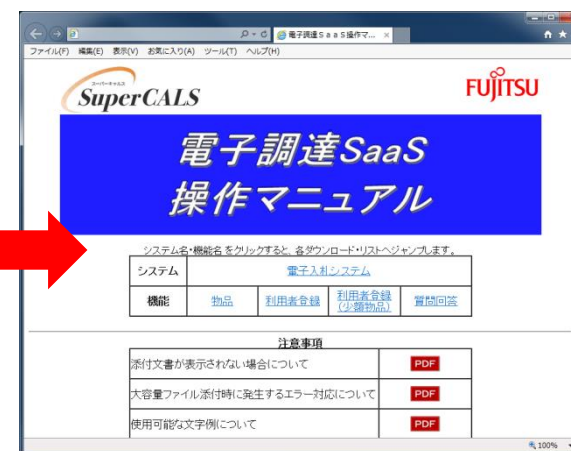 電子調達SaaS操作マ...
ファイル(F) 編集(E) 表示(V) お気に入り(A) ツール(T) ヘルプ(H)
スーパーキャルス
SuperCALS
FUJITSU
電子調達SaaS
操作マニュアル
システム名・機能名をクリックすると、各ダウンロード・リストへジャンプします。
システム 電子入札システム
機能 物品 利用者登録 利用者登録(少額物品) 質問回答
注意事項
添付文書が表示されない場合について PDF
大容量ファイル添付時に発生するエラー対応について PDF
使用可能な文字例について PDF
100%